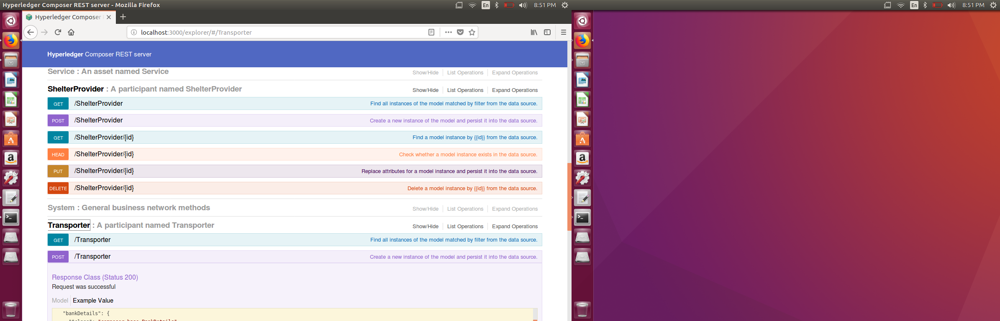 Hyperledger Composer REST server - Mozilla Firefox
En
8:51 PM
En
8:51 PM
Hyperledger Composer
localhost:3000/explorer/#/Transporter
Hyperledger Composer REST server
Service : An asset named Service
Show/Hide
List Operations
Expand Operations
ShelterProvider : A participant named ShelterProvider
Show/Hide
List Operations
Expand Operations
GET /ShelterProvider Find all instances of the model matched by filter from the data source.
POST /ShelterProvider Create a new instance of the model and persist it into the data source.
GET /ShelterProvider/{id} Find a model instance by {{id}} from the data source.
HEAD /ShelterProvider/{id} Check whether a model instance exists in the data source.
PUT /ShelterProvider/{id} Replace attributes for a model instance and persist it into the data source.
DELETE /ShelterProvider/{id} Delete a model instance by {{id}} from the data source.
System : General business network methods
Show/Hide
List Operations
Expand Operations
Transporter : A participant named Transporter
Show/Hide
List Operations
Expand Operations
GET /Transporter Find all instances of the model matched by filter from the data source.
POST /Transporter Create a new instance of the model and persist it into the data source.
Response Class (Status 200)
Request was successful
Model
Example Value
"bankDetails": {
"$class": "composer.base.BankDetails"